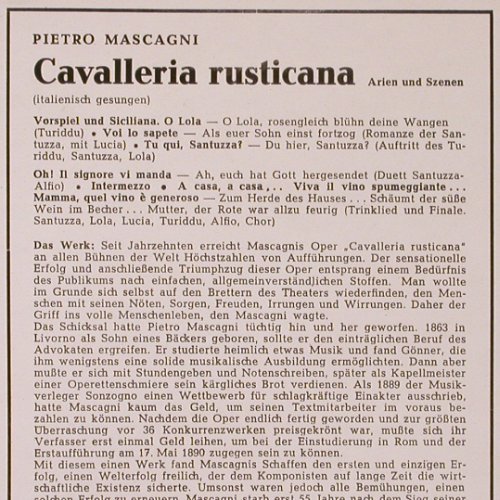 PIETRO MASCAGNI
Cavalleria rusticana Arien und Szenen
(italienisch gesungen)
Vorspiel und Siciliana. O Lola — O Lola, rosengleich blühn deine Wangen
(Turiddu) • Voi lo sapete — Als euer Sohn einst fortzog (Romanze der San-
tuzza, mit Lucia) • Tu qui, Santuzza? — Du hier, Santuzza? (Auftritt des Tu-
riddu, Santuzza, Lola)
Oh! Il signore vi manda — Ah, euch hat Gott hergesendet (Duett Santuzza-
Alfio) • Intermezzo • A casa, a casa,.. Viva il vino spumeggiante...
Mamma, quel vino è generoso — Zum Herde des Hauses... Schäumt der süße
Wein im Becher... Mutter, der Rote war allzu feurig (Trinklied und Finale.
Santuzza, Lola, Lucia, Turiddu, Alfio, Chor)
Das Werk: Seit Jahrzehnten erreicht Mascagnis Oper „Cavalleria rusticana"
an allen Bühnen der Welt Höchstzahlen von Aufführungen. Der sensationelle
Erfolg und anschließende Triumphzug dieser Oper entsprang einem Bedürfnis
des Publikums nach einfachen, allgemeinverständlichen Stoffen. Man wollte
im Grunde sich selbst auf den Brettern des Theaters wiederfinden, den Men-
schen mit seinen Nöten, Sorgen, Freuden, Irrungen und Wirrungen. Daher der
Griff ins volle Menschenleben, den Mascagni wagte.
Das Schicksal hatte Pietro Mascagni tüchtig hin und her geworfen. 1863 in
Livorno als Sohn eines Bäckers geboren, sollte er den einträglichen Beruf des
Advokaten ergreifen. Er studierte heimlich etwas Musik und fand Gönner, die
ihm wenigstens eine solide musikalische Ausbildung ermöglichten. Dann aber
mußte er sich mit Stundengeben und Notenschreiben, später als Kapellmeister
einer Operettenschmiere sein kärgliches Brot verdienen. Als 1889 der Musik-
verleger Sonzogno einen Wettbewerb für schlagkräftige Einakter ausschrieb,
hatte Mascagni kaum das Geld, um seinen Textmitarbeiter im voraus be-
zahlen zu können. Nachdem die Oper endlich fertig geworden und zur größten
Überraschung vor 36 Konkurrenzwerken preisgekrönt war, mußte sich ihr
Verfasser erst einmal Geld leihen, um bei der Einstudierung in Rom und der
Erstaufführung am 17. Mai 1890 zugegen sein zu können.
Mit diesem einen Werk fand Mascagnis Schaffen den ersten und einzigen Er-
folg, einen Welterfolg freilich, der dem Komponisten auf lange Zeit die wirt-
schaftliche Existenz sicherte. Umsonst waren jedoch alle Bemühungen, einen
solchen Erfolg zu erneuern. Mascagni starb erst 55 Jahre nach dem Sieg seiner